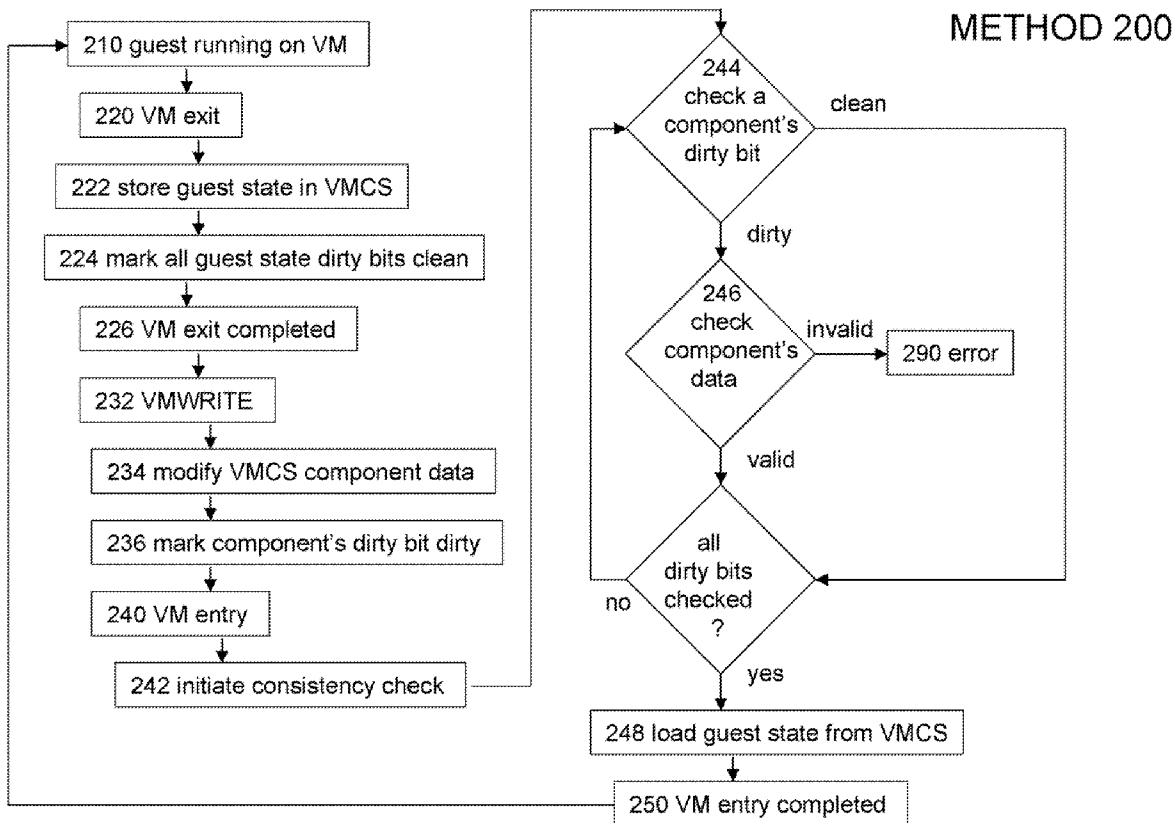 METHOD 200
210 guest running on VM
220 VM exit
222 store guest state in VMCS
224 mark all guest state dirty bits clean
226 VM exit completed
232 VMWRITE
234 modify VMCS component data
236 mark component's dirty bit dirty
240 VM entry
242 initiate consistency check
244
check a
component's
dirty bit
clean
dirty
246
check
component's
data
invalid
290 error
valid
all
dirty bits
checked
?
no
yes
248 load guest state from VMCS
250 VM entry completed